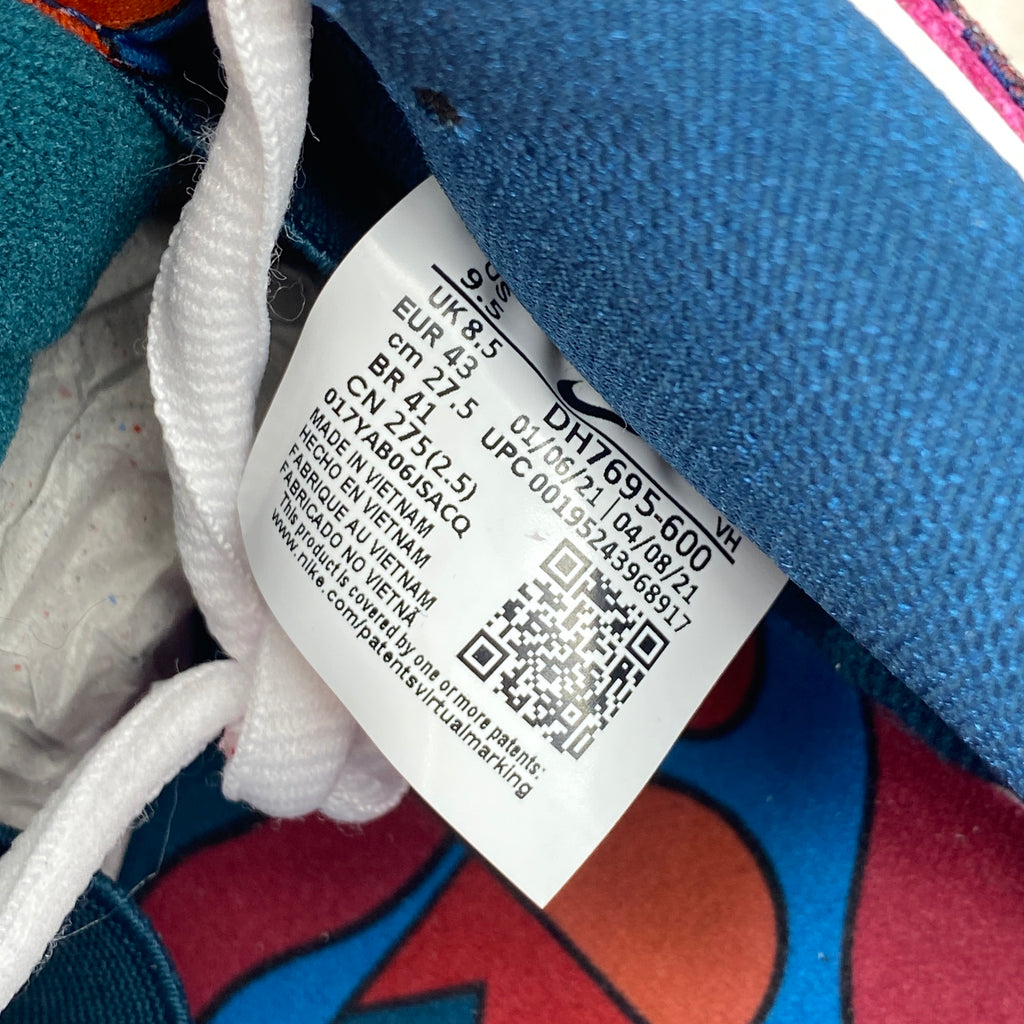 US
9.5
UK 8.5
EUR 43
cm 27.5
BR 41
CN 275(2.5)
017YAB06JSACQ
MADE IN VIETNAM
HECHO EN VIETNAM
FABRIQUE AU VIETNAM
FABRICADO NO VIETNÃ
This product is covered by one or more patents:
www.nike.com/patentsvirtualmarking
VH
DH7695-600
01/06/21 | 04/08/21
UPC 00195243968917